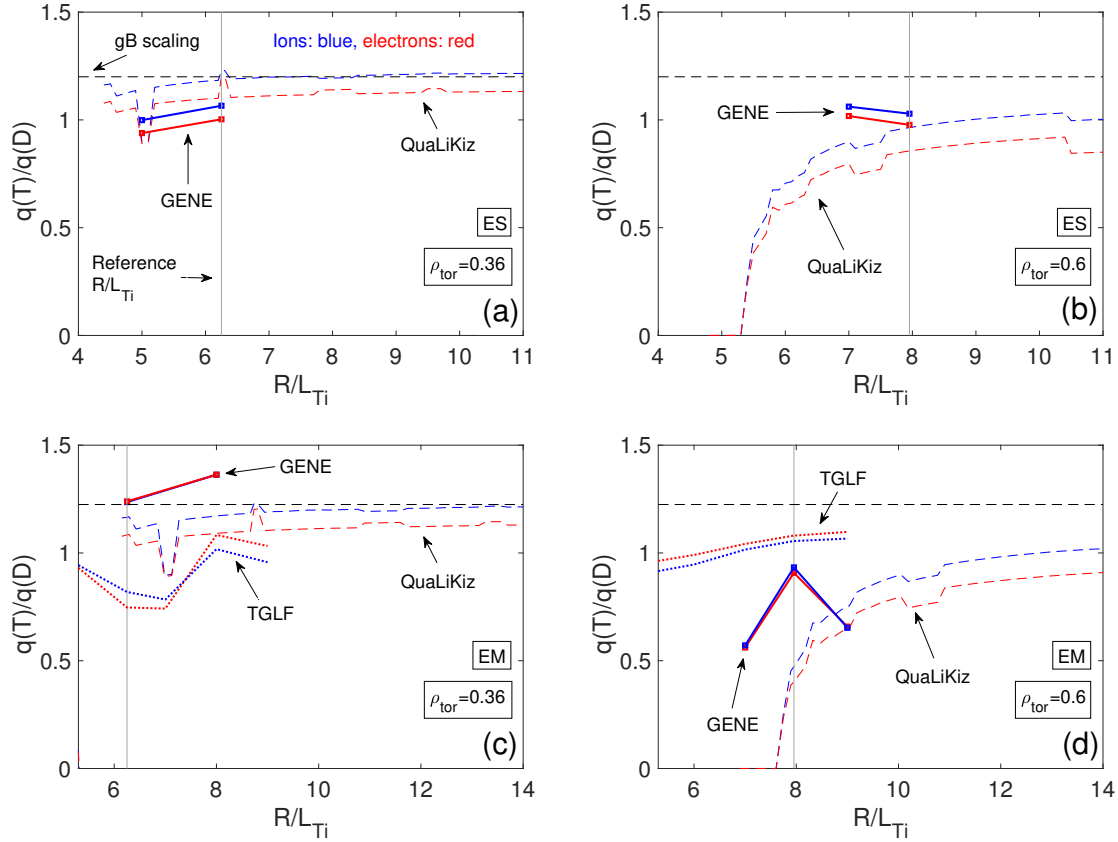 gB scaling
Ions: blue, electrons: red
QuaLiKiz
GENE
Reference
R/L_Ti
ES
ρ_tor=0.36
(a)
q(T)/q(D)
0
0.5
1
1.5
4 5 6 7 8 9 10 11
R/L_Ti
GENE
QuaLiKiz
ES
ρ_tor=0.6
(b)
q(T)/q(D)
0
0.5
1
1.5
4 5 6 7 8 9 10 11
R/L_Ti
GENE
QuaLiKiz
TGLF
EM
ρ_tor=0.36
(c)
q(T)/q(D)
0
0.5
1
1.5
6 8 10 12 14
R/L_Ti
TGLF
QuaLiKiz
GENE
EM
ρ_tor=0.6
(d)
q(T)/q(D)
0
0.5
1
1.5
6 8 10 12 14
R/L_Ti